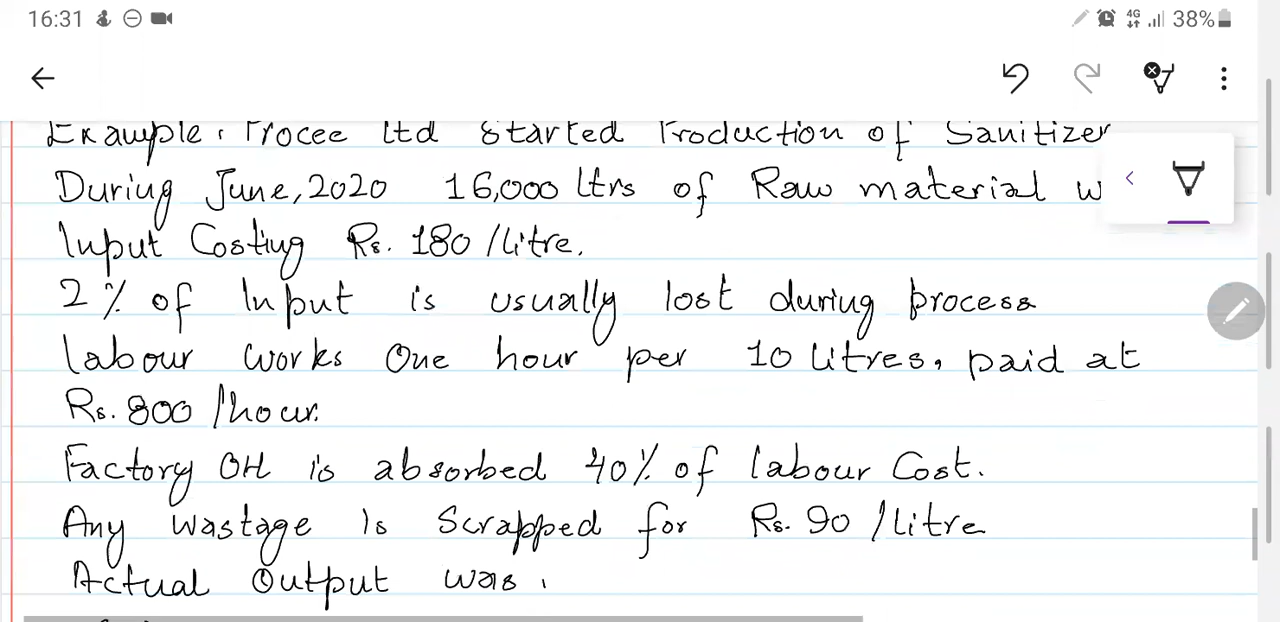 16:31 4G 38%
Example: Procee Ltd Started Production of Sanitizer
During June, 2020 16,000 ltrs of Raw material w
Input Costing Rs. 180 /litre.
2 % of Input is usually lost during process
labour works One hour per 10 litres, paid at
Rs. 800 /hour.
Factory OH is absorbed 40% of labour Cost.
Any wastage is Scrapped for Rs. 90 /litre
Actual Output was